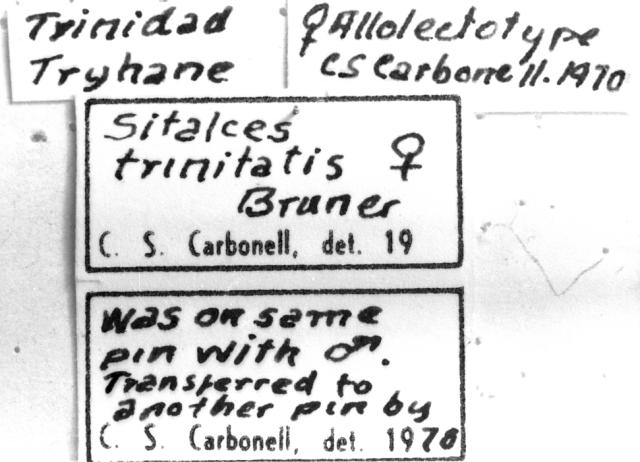 Trinidad
Tryhane
♀ Allolectotype
CS Carbonell. 1970
Sitalces
trinitatis ♀
Bruner
C. S. Carbonell, det. 19
Was on same
pin with ♂.
Transferred to
another pin by
C. S. Carbonell, det. 1970